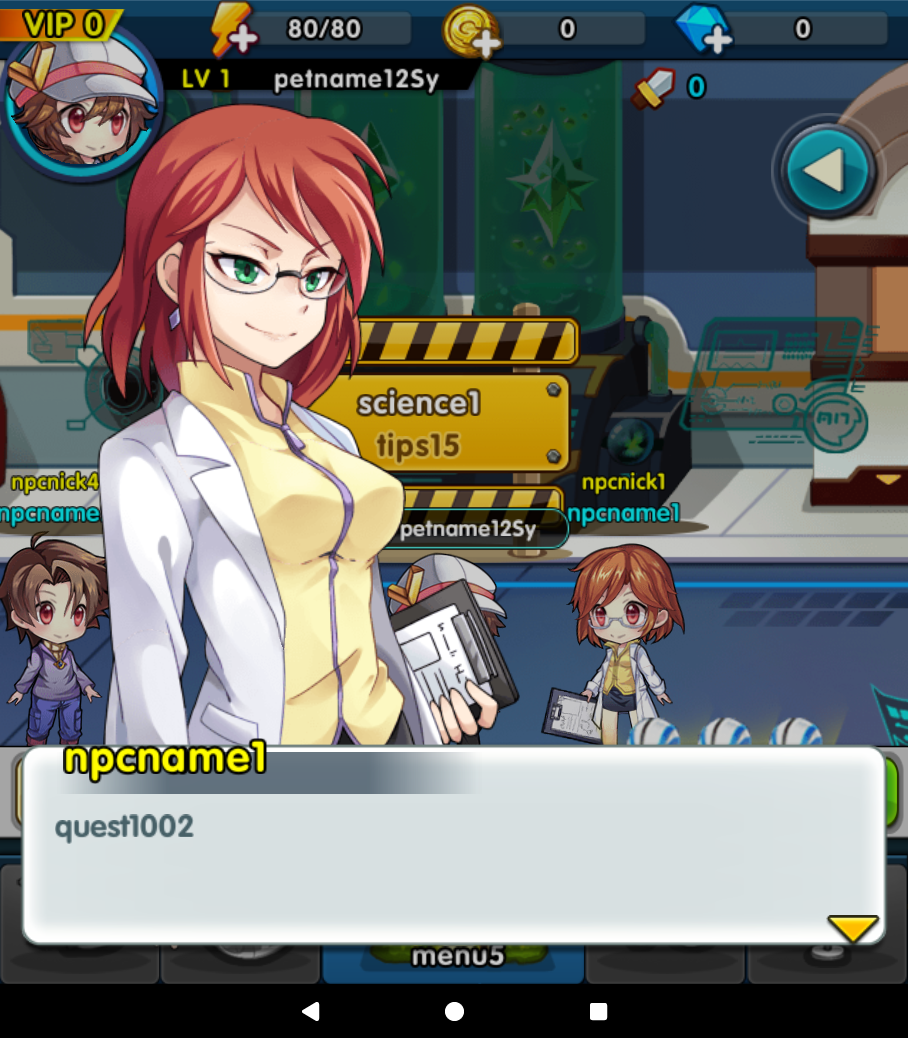 VIP 0
80/80
0
0
LV 1 petname12Sy
0
science1
tips15
npcnick4
npcname
npcnick1
npcname1
petname12Sy
npcname1
quest1002
menu5